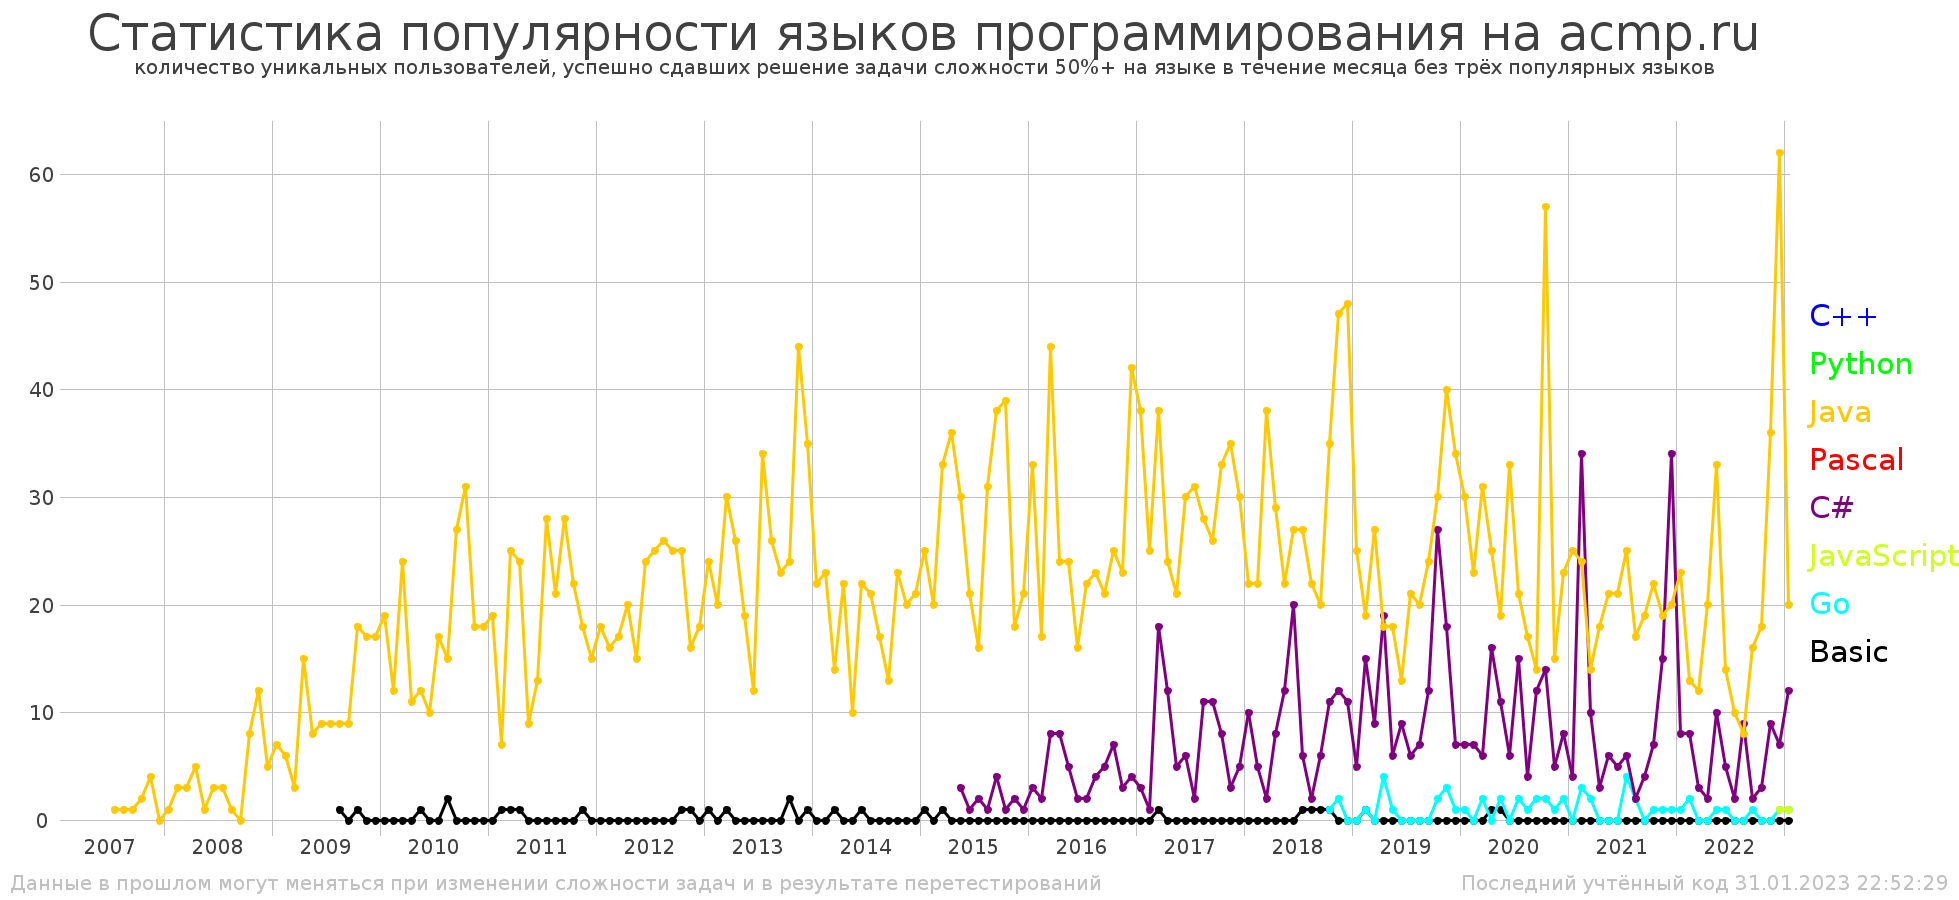 Статистика популярности языков программирования на acmp.ru
количество уникальных пользователей, успешно сдавших решение задачи сложности 50%+ на языке в течение месяца без трёх популярных языков
60
50
40
30
20
10
0
C++
Python
Java
Pascal
C#
JavaScript
Go
Basic
2007 2008 2009 2010 2011 2012 2013 2014 2015 2016 2017 2018 2019 2020 2021 2022
Данные в прошлом могут меняться при изменении сложности задач и в результате перетестирований
Последний учтённый код 31.01.2023 22:52:29